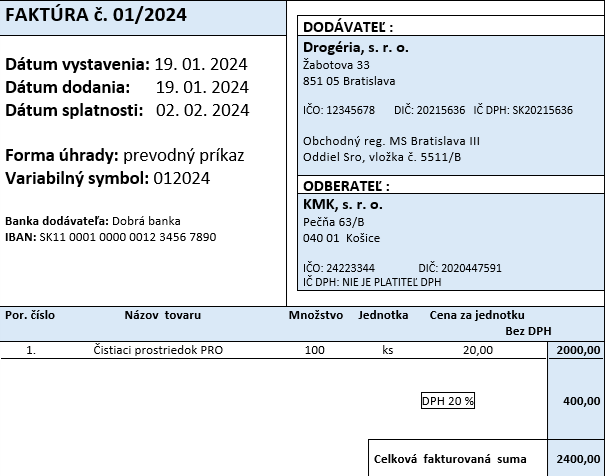 FAKTÚRA č. 01/2024
Dátum vystavenia: 19. 01. 2024
Dátum dodania: 19. 01. 2024
Dátum splatnosti: 02. 02. 2024
Forma úhrady: prevodný príkaz
Variabilný symbol: 012024
Banka dodávateľa: Dobrá banka
IBAN: SK11 0001 0000 0012 3456 7890
DODÁVATEĽ :
Drogéria, s. r. o.
Žabotova 33
851 05 Bratislava
IČO: 12345678 DIČ: 20215636 IČ DPH: SK20215636
Obchodný reg. MS Bratislava III
Oddiel Sro, vložka č. 5511/B
ODBERATEĽ :
KMK, s. r. o.
Pečňa 63/B
040 01 Košice
IČO: 24223344 DIČ: 2020447591
IČ DPH: NIE JE PLATITEĽ DPH
Por. číslo Názov tovaru Množstvo Jednotka Cena za jednotku
Bez DPH
1. Čistiaci prostriedok PRO 100 ks 20,00 2000,00
DPH 20 % 400,00
Celková fakturovaná suma 2400,00